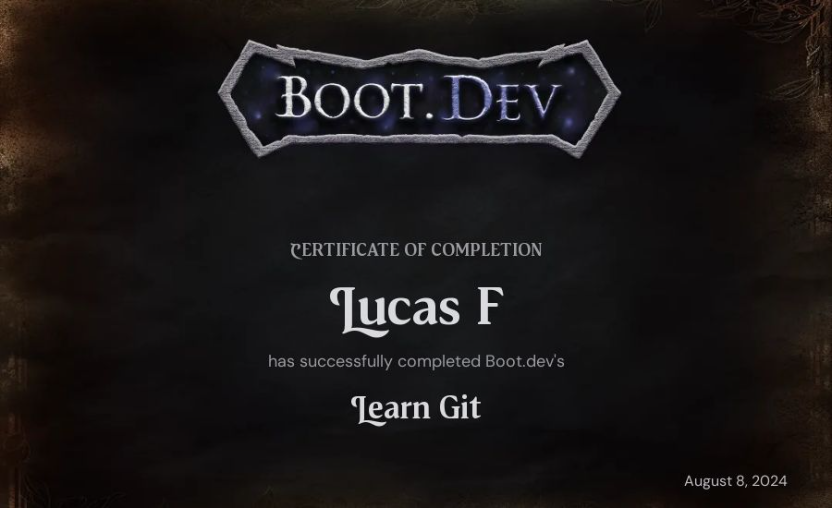 BOOT.DEV
CERTIFICATE OF COMPLETION
Lucas F
has successfully completed Boot.dev's
Learn Git
August 8, 2024